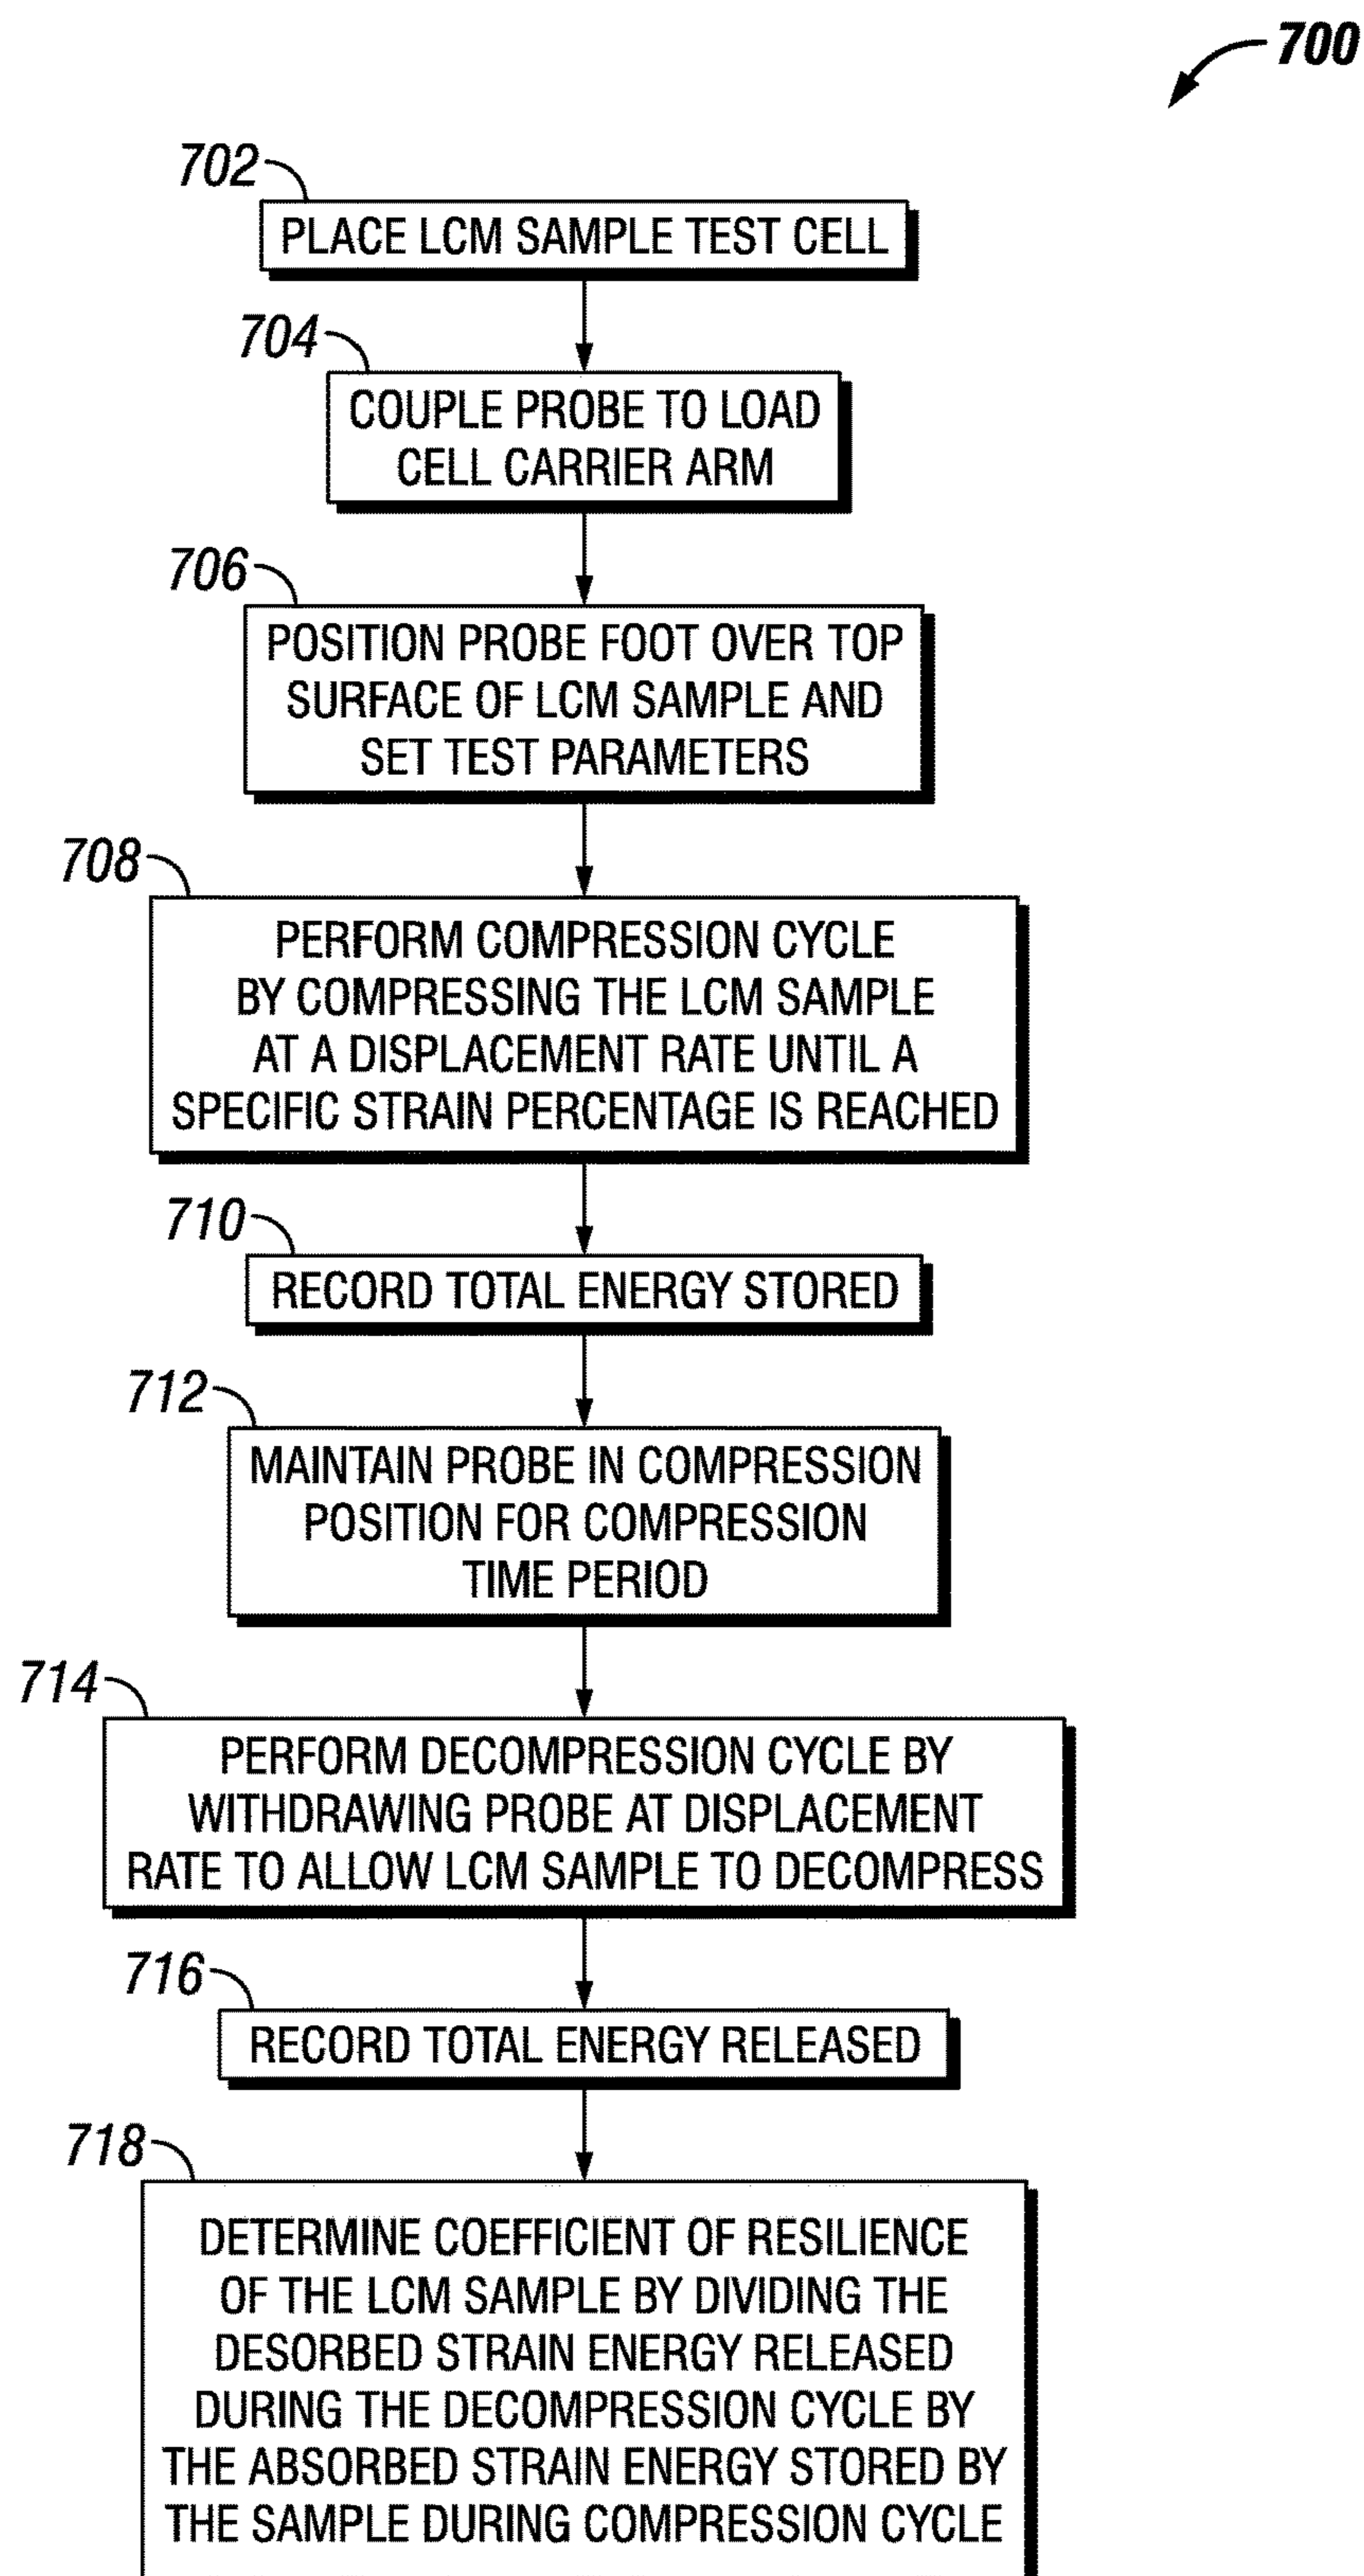 700
702
PLACE LCM SAMPLE TEST CELL
704
COUPLE PROBE TO LOAD
CELL CARRIER ARM
706
POSITION PROBE FOOT OVER TOP
SURFACE OF LCM SAMPLE AND
SET TEST PARAMETERS
708
PERFORM COMPRESSION CYCLE
BY COMPRESSING THE LCM SAMPLE
AT A DISPLACEMENT RATE UNTIL A
SPECIFIC STRAIN PERCENTAGE IS REACHED
710
RECORD TOTAL ENERGY STORED
712
MAINTAIN PROBE IN COMPRESSION
POSITION FOR COMPRESSION
TIME PERIOD
714
PERFORM DECOMPRESSION CYCLE BY
WITHDRAWING PROBE AT DISPLACEMENT
RATE TO ALLOW LCM SAMPLE TO DECOMPRESS
716
RECORD TOTAL ENERGY RELEASED
718
DETERMINE COEFFICIENT OF RESILIENCE
OF THE LCM SAMPLE BY DIVIDING THE
DESORBED STRAIN ENERGY RELEASED
DURING THE DECOMPRESSION CYCLE BY
THE ABSORBED STRAIN ENERGY STORED BY
THE SAMPLE DURING COMPRESSION CYCLE